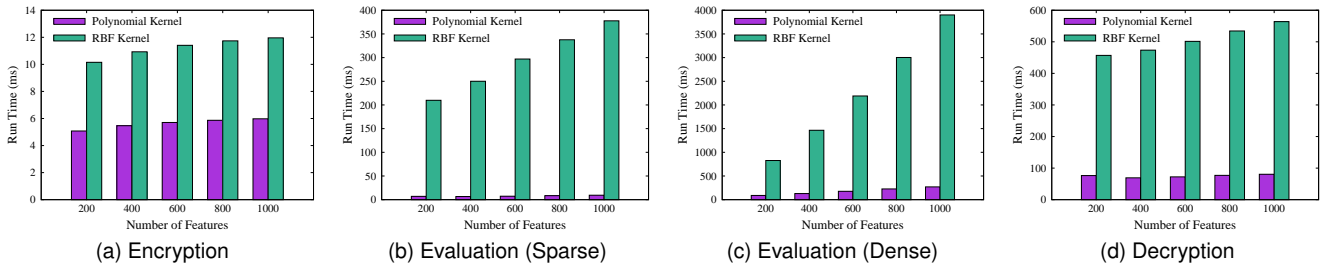 14
12
10
8
6
4
2
0
Run Time (ms)
Polynomial Kernel
RBF Kernel
200 400 600 800 1000
Number of Features
(a) Encryption
400
350
300
250
200
150
100
50
0
Run Time (ms)
Polynomial Kernel
RBF Kernel
200 400 600 800 1000
Number of Features
(b) Evaluation (Sparse)
4000
3500
3000
2500
2000
1500
1000
500
0
Run Time (ms)
Polynomial Kernel
RBF Kernel
200 400 600 800 1000
Number of Features
(c) Evaluation (Dense)
600
500
400
300
200
100
0
Run Time (ms)
Polynomial Kernel
RBF Kernel
200 400 600 800 1000
Number of Features
(d) Decryption